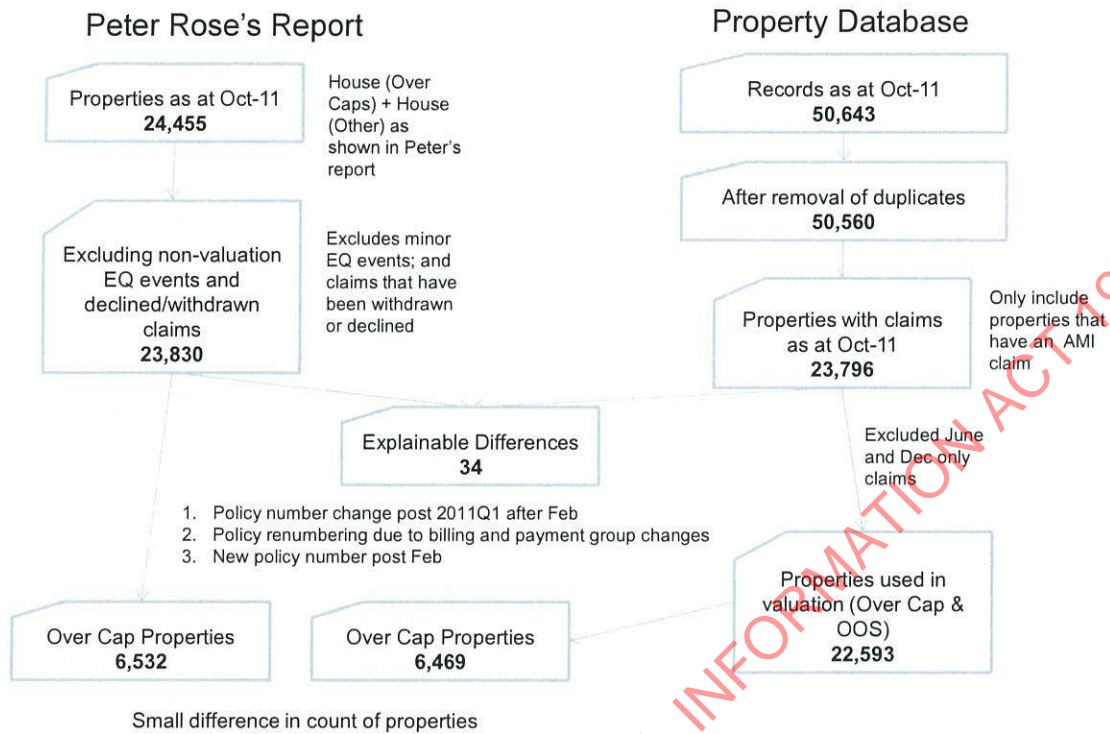 Peter Rose's Report
Properties as at Oct-11
24,455
House (Over
Caps) + House
(Other) as
shown in Peter's
report
Excluding non-valuation
EQ events and
declined/withdrawn
claims
23,830
Excludes minor
EQ events; and
claims that have
been withdrawn
or declined
Property Database
Records as at Oct-11
50,643
After removal of duplicates
50,560
Properties with claims
as at Oct-11
23,796
Only include
properties that
have an AMI
claim
Explainable Differences
34
Excluded June
and Dec only
claims
1. Policy number change post 2011Q1 after Feb
2. Policy renumbering due to billing and payment group changes
3. New policy number post Feb
Properties used in
valuation (Over Cap &
OOS)
22,593
Over Cap Properties
6,532
Over Cap Properties
6,469
Small difference in count of properties
INFORMATION ACT